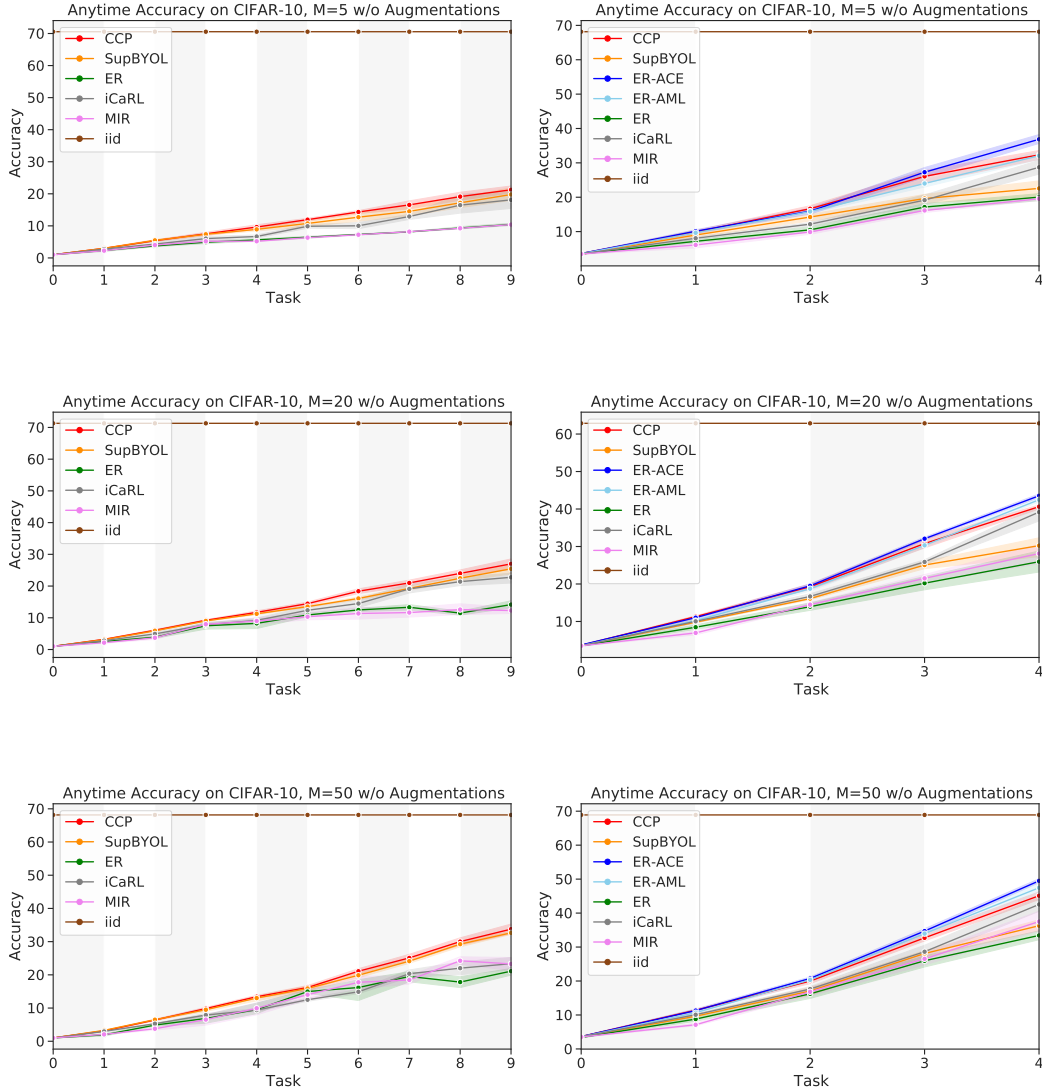 Anytime Accuracy on CIFAR-10, M=5 w/o Augmentations
70
60
50
40
30
20
10
0
Accuracy
CCP
SupBYOL
ER
iCaRL
MIR
iid
0 1 2 3 4 5 6 7 8 9
Task
Anytime Accuracy on CIFAR-10, M=5 w/o Augmentations
70
60
50
40
30
20
10
Accuracy
CCP
SupBYOL
ER-ACE
ER-AML
ER
iCaRL
MIR
iid
0 1 2 3 4
Task
Anytime Accuracy on CIFAR-10, M=20 w/o Augmentations
70
60
50
40
30
20
10
0
Accuracy
CCP
SupBYOL
ER
iCaRL
MIR
iid
0 1 2 3 4 5 6 7 8 9
Task
Anytime Accuracy on CIFAR-10, M=20 w/o Augmentations
60
50
40
30
20
10
Accuracy
CCP
SupBYOL
ER-ACE
ER-AML
ER
iCaRL
MIR
iid
0 1 2 3 4
Task
Anytime Accuracy on CIFAR-10, M=50 w/o Augmentations
70
60
50
40
30
20
10
0
Accuracy
CCP
SupBYOL
ER
iCaRL
MIR
iid
0 1 2 3 4 5 6 7 8 9
Task
Anytime Accuracy on CIFAR-10, M=50 w/o Augmentations
70
60
50
40
30
20
10
0
Accuracy
CCP
SupBYOL
ER-ACE
ER-AML
ER
iCaRL
MIR
iid
0 1 2 3 4
Task